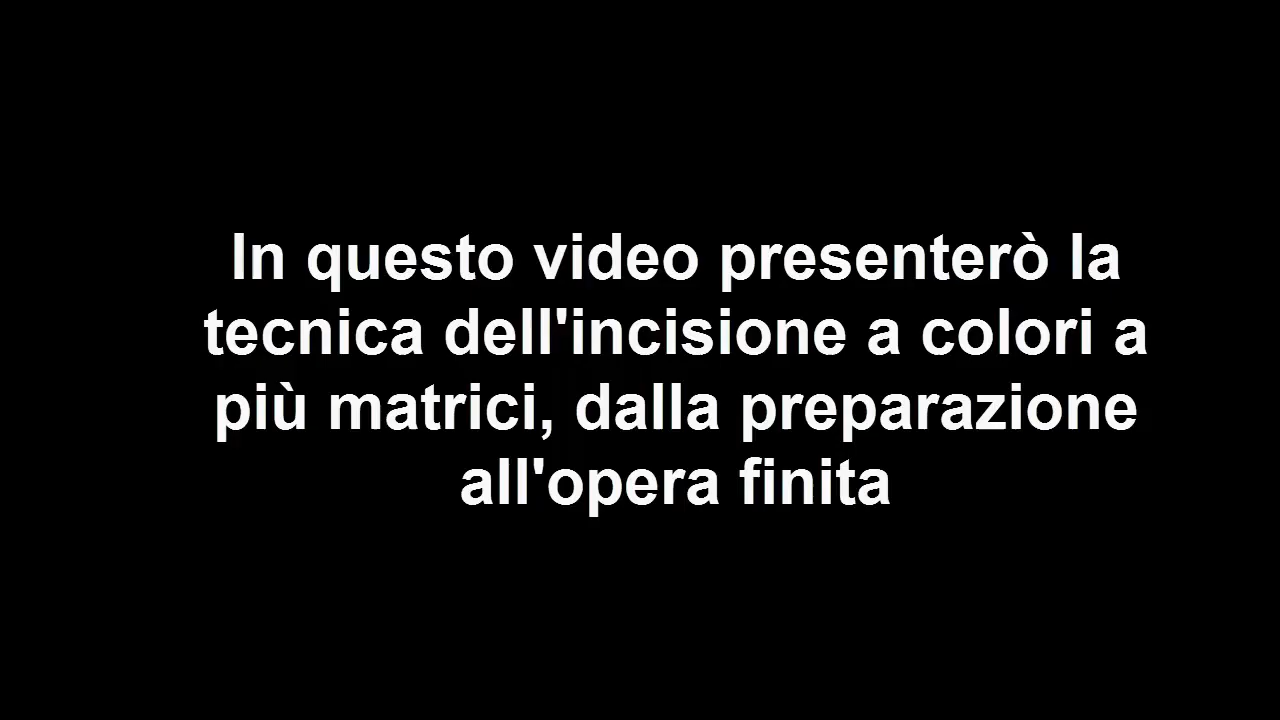 In questo video presenterò la
tecnica dell'incisione a colori a
più matrici, dalla preparazione
all'opera finita